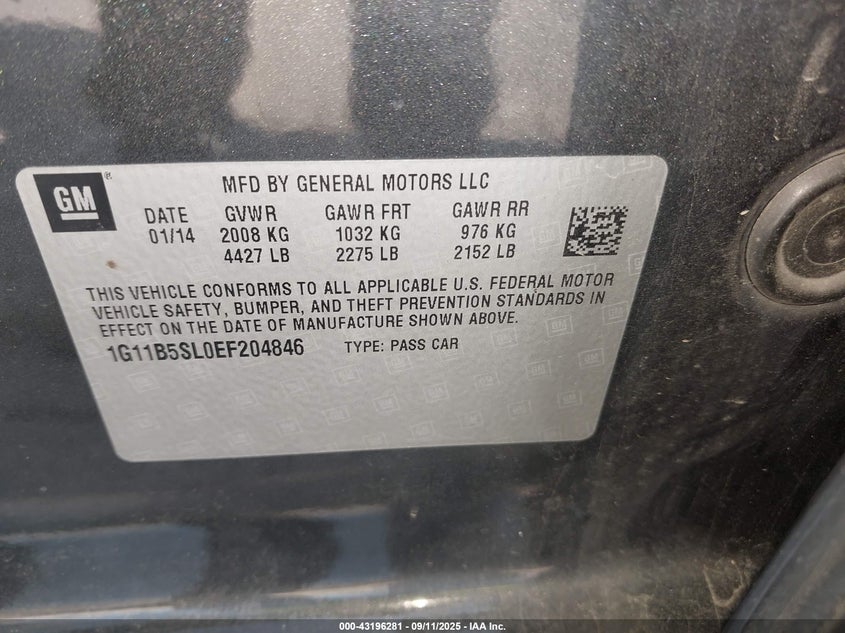 GM®
MFD BY GENERAL MOTORS LLC
DATE GVWR GAWR FRT GAWR RR
01/14 2008 KG 1032 KG 976 KG
4427 LB 2275 LB 2152 LB
THIS VEHICLE CONFORMS TO ALL APPLICABLE U.S. FEDERAL MOTOR
VEHICLE SAFETY, BUMPER, AND THEFT PREVENTION STANDARDS IN
EFFECT ON THE DATE OF MANUFACTURE SHOWN ABOVE.
1G11B5SL0EF204846 TYPE: PASS CAR
000-43196281 - 09/11/2025 - IAA Inc.